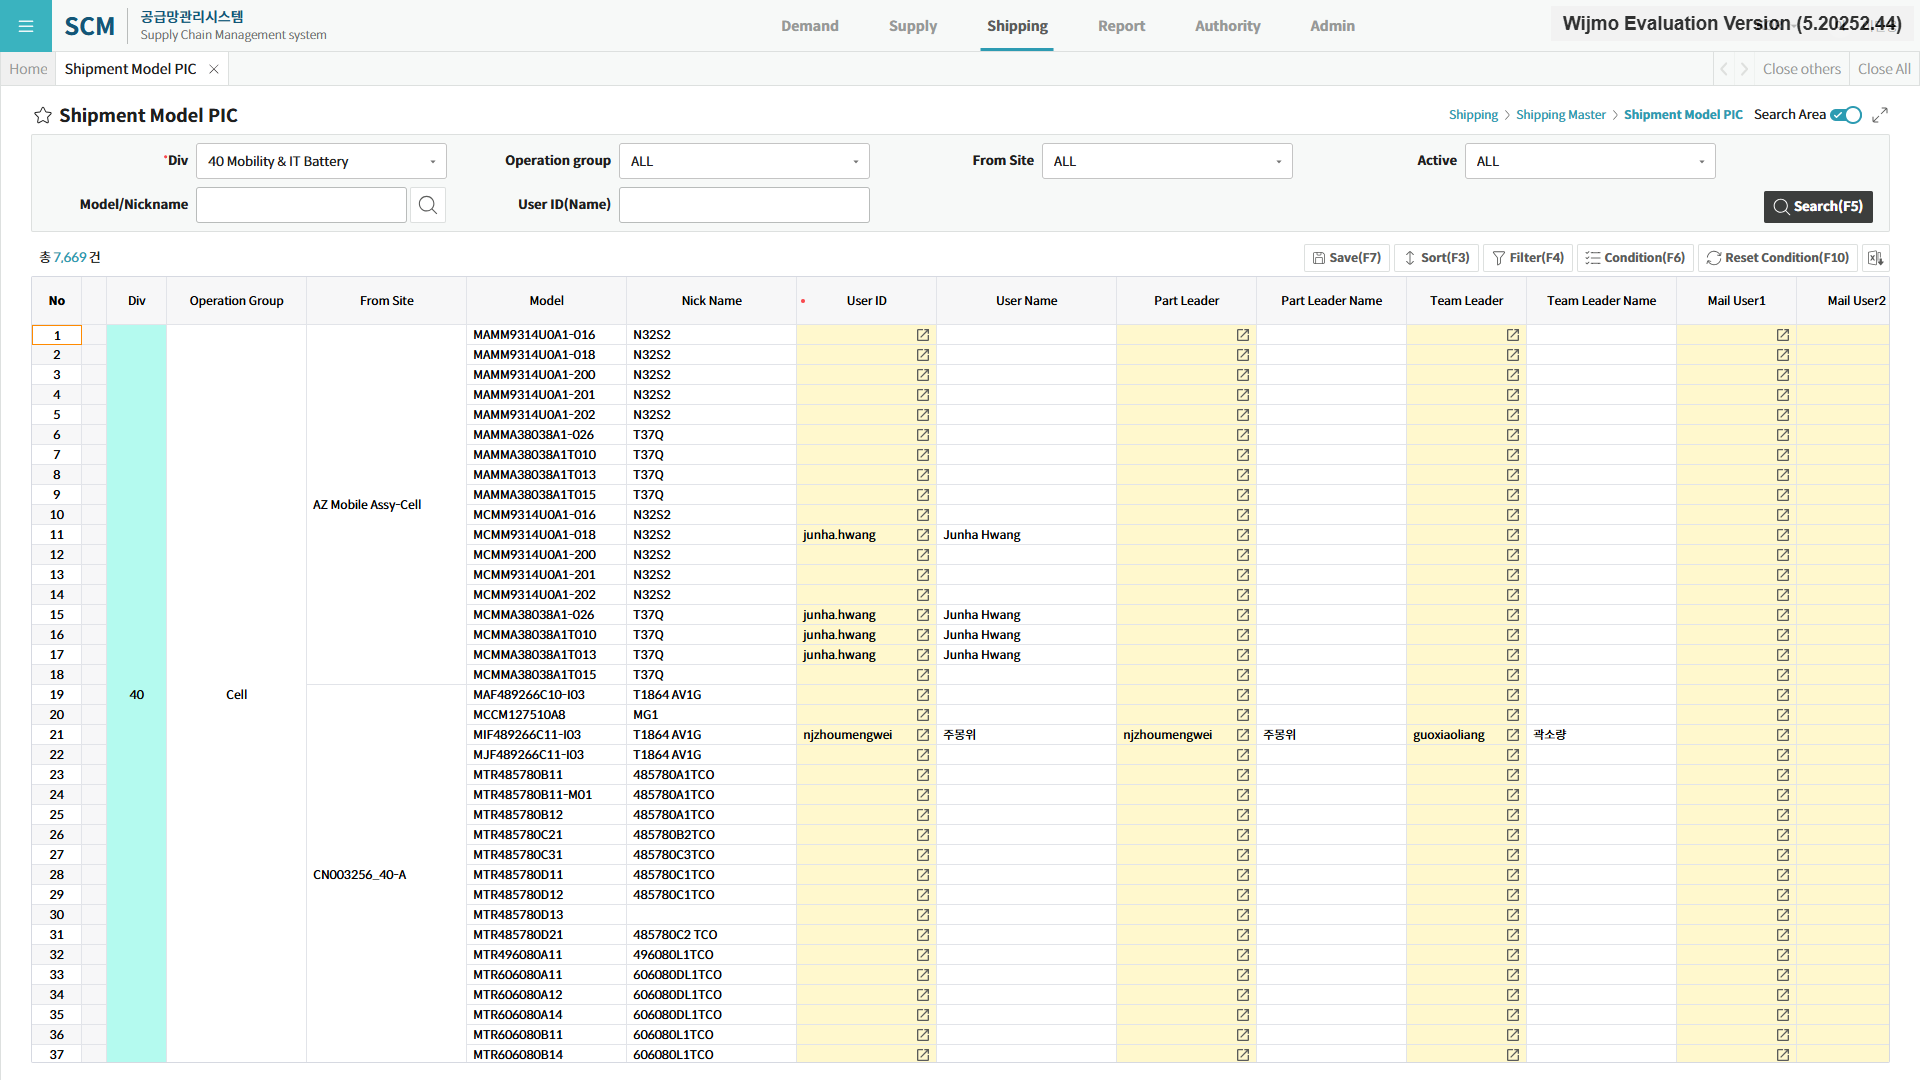 SCM 공급망관리시스템 Supply Chain Management system
Demand Supply Shipping Report Authority Admin
Wijmo Evaluation Version (5.20252.44)
Home Shipment Model PIC Close others Close All
Shipment Model PIC
Shipping > Shipping Master > Shipment Model PIC Search Area
*Div 40 Mobility & IT Battery Operation group ALL From Site ALL Active ALL
Model/Nickname User ID(Name) Search(F5)
총 7,669 건 Save(F7) Sort(F3) Filter(F4) Condition(F6) Reset Condition(F10)
No Div Operation Group From Site Model Nick Name User ID User Name Part Leader Part Leader Name Team Leader Team Leader Name Mail User1 Mail User2
1 MAMM9314U0A1-016 N32S2
2 MAMM9314U0A1-018 N32S2
3 MAMM9314U0A1-200 N32S2
4 MAMM9314U0A1-201 N32S2
5 MAMM9314U0A1-202 N32S2
6 MAMMA38038A1-026 T37Q
7 MAMMA38038A1T010 T37Q
8 MAMMA38038A1T013 T37Q
9 MAMMA38038A1T015 T37Q
AZ Mobile Assy-Cell
10 MCMM9314U0A1-016 N32S2
11 MCMM9314U0A1-018 N32S2 junha.hwang Junha Hwang
12 MCMM9314U0A1-200 N32S2
13 MCMM9314U0A1-201 N32S2
14 MCMM9314U0A1-202 N32S2
15 MCMMA38038A1-026 T37Q junha.hwang Junha Hwang
16 MCMMA38038A1T010 T37Q junha.hwang Junha Hwang
17 MCMMA38038A1T013 T37Q junha.hwang Junha Hwang
18 MCMMA38038A1T015 T37Q
19 40 Cell MAF489266C10-I03 T1864 AV1G
20 MCCM127510A8 MG1
21 MIF489266C11-I03 T1864 AV1G njzhoumengwei 주몽위 njzhoumengwei 주몽위 guoxiaoliang 곽소량
22 MJF489266C11-I03 T1864 AV1G
23 MTR485780B11 485780A1TCO
24 MTR485780B11-M01 485780A1TCO
25 MTR485780B12 485780A1TCO
26 MTR485780C21 485780B2TCO
27 MTR485780C31 485780C3TCO
28 CN003256_40-A MTR485780D11 485780C1TCO
29 MTR485780D12 485780C1TCO
30 MTR485780D13
31 MTR485780D21 485780C2 TCO
32 MTR496080A11 496080L1TCO
33 MTR606080A11 606080DL1TCO
34 MTR606080A12 606080DL1TCO
35 MTR606080A14 606080DL1TCO
36 MTR606080B11 606080L1TCO
37 MTR606080B14 606080L1TCO